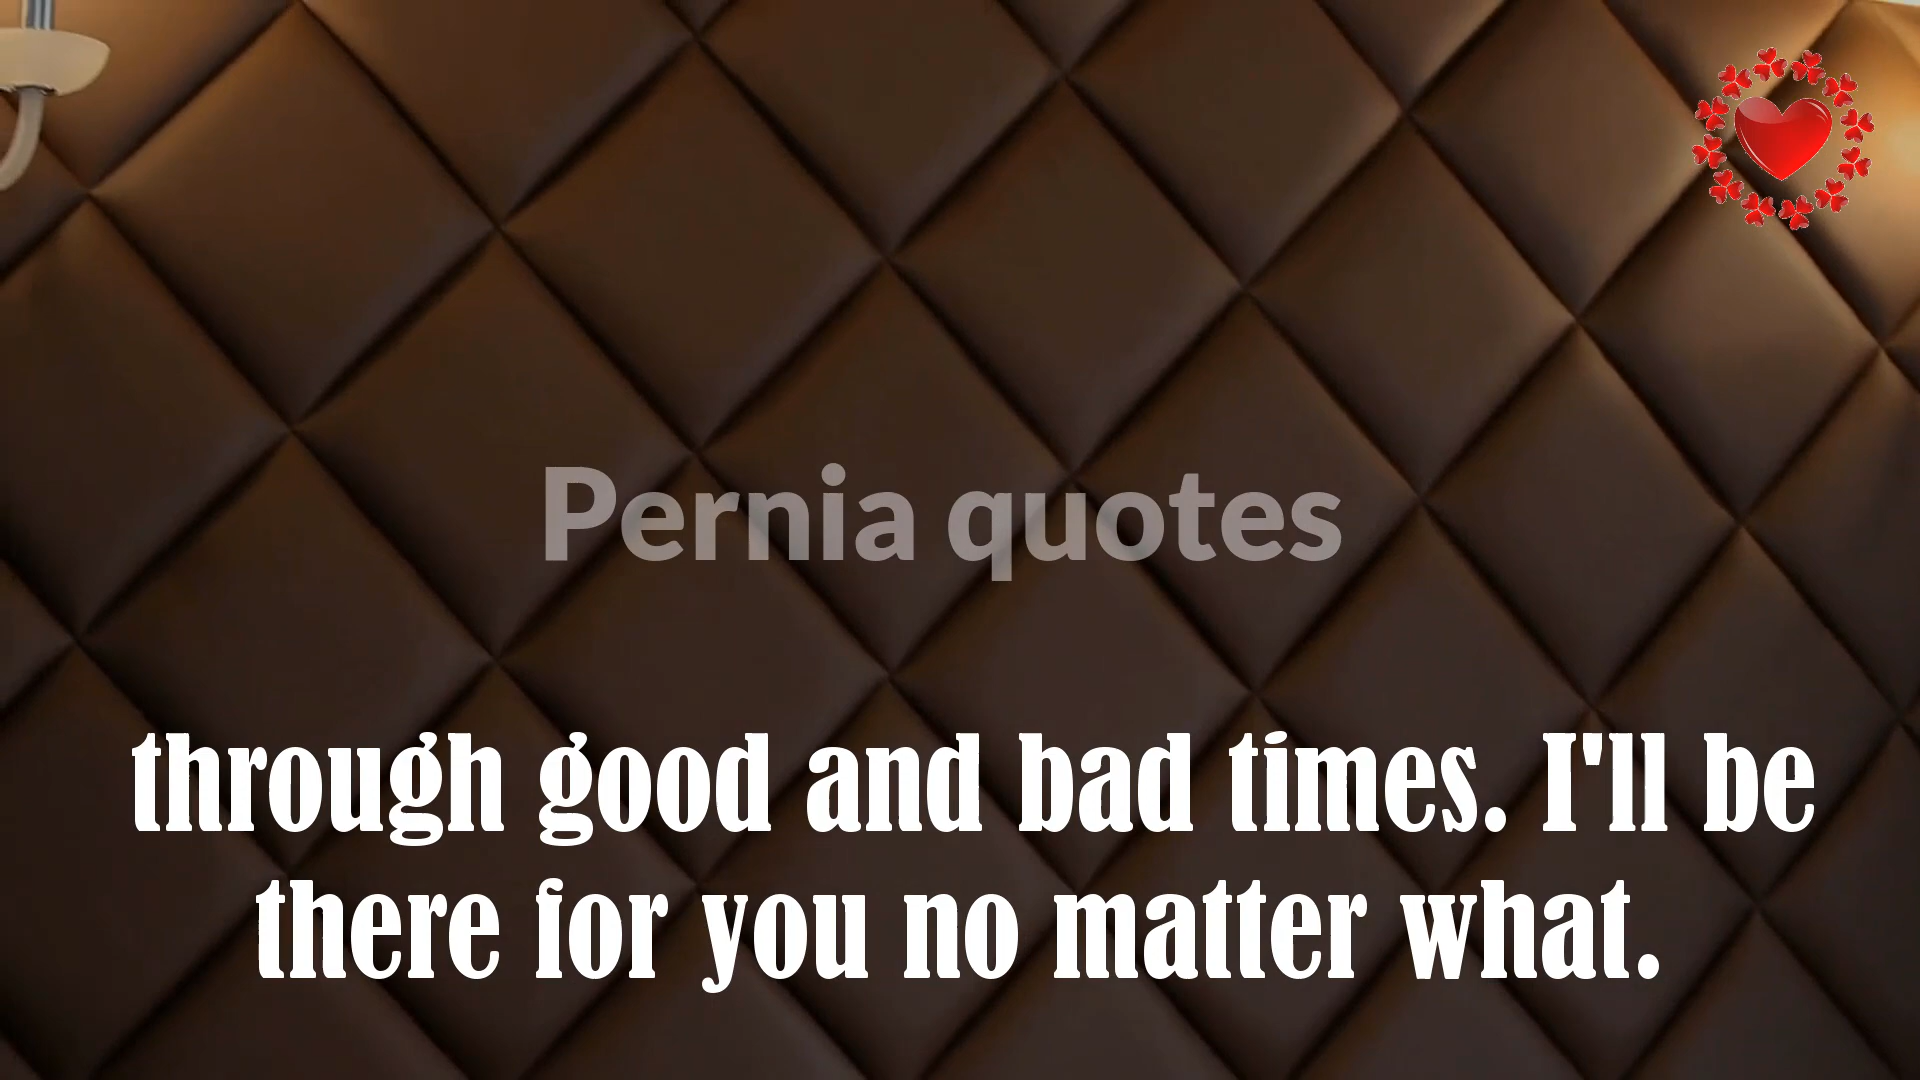 Pernia quotes
through good and bad times. I'll be
there for you no matter what.